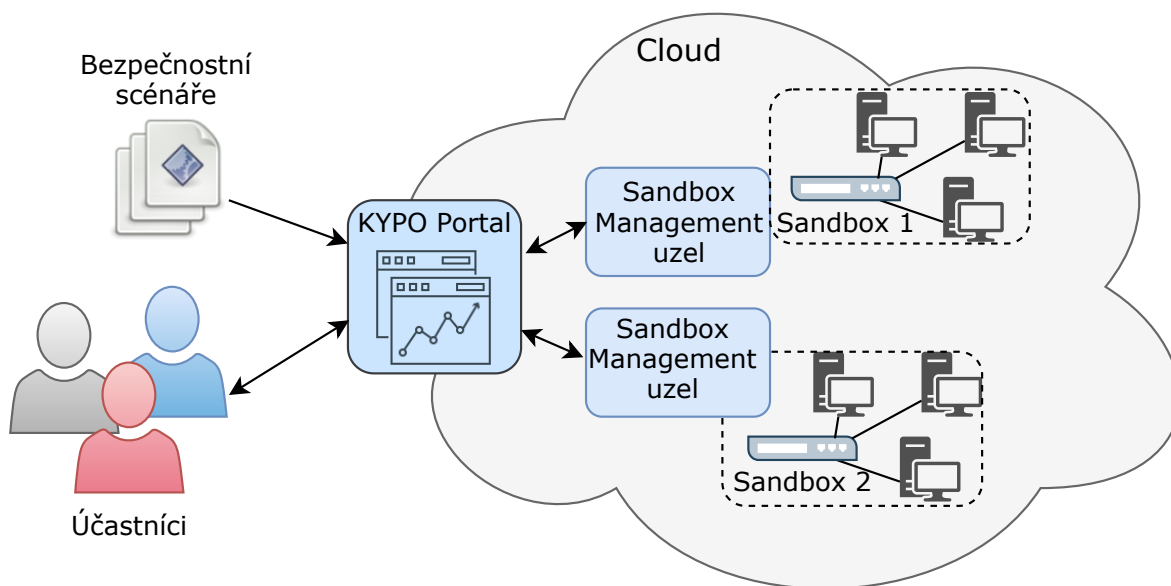 Cloud
Bezpečnostní
scénáře
KYPO Portal
Sandbox
Management
uzel
Sandbox 1
Sandbox
Management
uzel
Sandbox 2
Účastníci